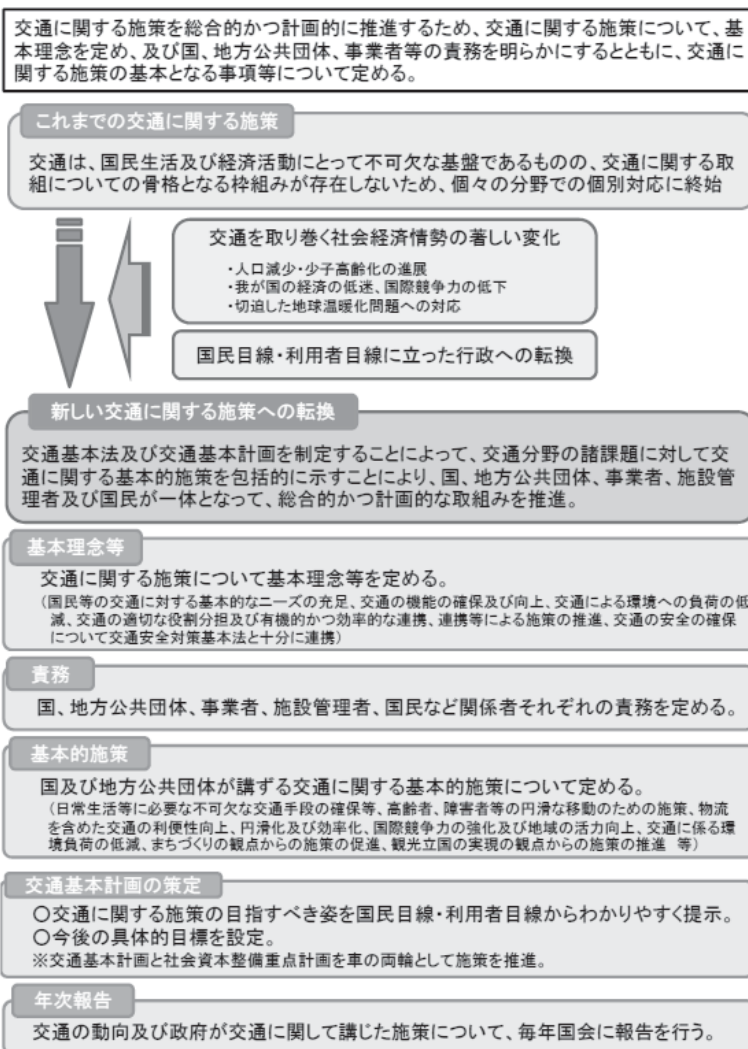 交通に関する施策を総合的かつ計画的に推進するため、交通に関する施策について、基
本理念を定め、及び国、地方公共団体、事業者等の責務を明らかにするとともに、交通に
関する施策の基本となる事項等について定める。
これまでの交通に関する施策
交通は、国民生活及び経済活動にとって不可欠な基盤であるものの、交通に関する取
組についての骨格となる枠組みが存在しないため、個々の分野での個別対応に終始
交通を取り巻く社会経済情勢の著しい変化
・人口減少・少子高齢化の進展
・我が国の経済の低迷、国際競争力の低下
・切迫した地球温暖化問題への対応
国民目線・利用者目線に立った行政への転換
新しい交通に関する施策への転換
交通基本法及び交通基本計画を制定することによって、交通分野の諸課題に対して交
通に関する基本的施策を包括的に示すことにより、国、地方公共団体、事業者、施設管
理者及び国民が一体となって、総合的かつ計画的な取組みを推進。
基本理念等
交通に関する施策について基本理念等を定める。
（国民等の交通に対する基本的なニーズの充足、交通の機能の確保及び向上、交通による環境への負荷の低
減、交通の適切な役割分担及び有機的かつ効率的な連携、連携等による施策の推進、交通の安全の確保
について交通安全対策基本法と十分に連携）
責務
国、地方公共団体、事業者、施設管理者、国民など関係者それぞれの責務を定める。
基本的施策
国及び地方公共団体が講ずる交通に関する基本的施策について定める。
（日常生活等に必要な不可欠な交通手段の確保等、高齢者、障害者等の円滑な移動のための施策、物流
を含めた交通の利便性向上、円滑化及び効率化、国際競争力の強化及び地域の活力向上、交通に係る環
境負荷の低減、まちづくりの観点からの施策の促進、観光立国の実現の観点からの施策の推進 等）
交通基本計画の策定
○交通に関する施策の目指すべき姿を国民目線・利用者目線からわかりやすく提示。
○今後の具体的目標を設定。
※交通基本計画と社会資本整備重点計画を車の両輪として施策を推進。
年次報告
交通の動向及び政府が交通に関して講じた施策について、毎年国会に報告を行う。